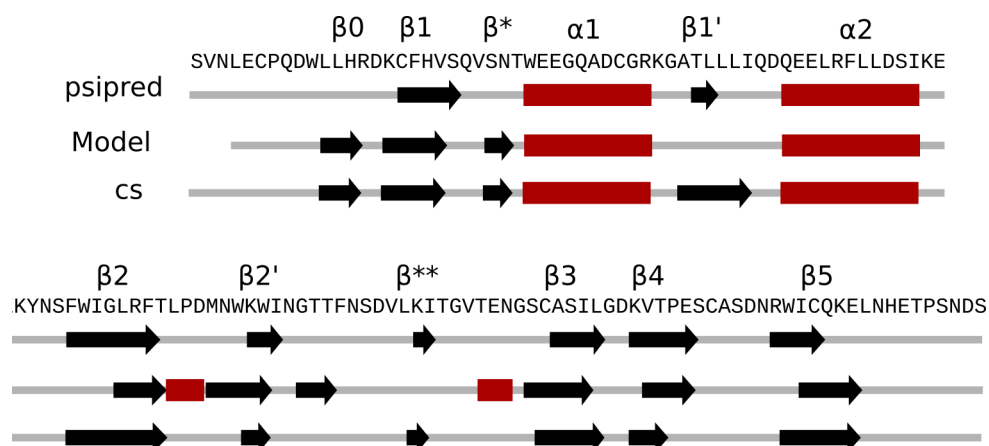 β0 β1 β* α1 β1' α2
SVNLECPQDWLLHRDKCFHVSQVSNTWEEGQADCGRKGATLLLIQDQEELRFLLDSIKE
psipred
Model
cs
β2 β2' β** β3 β4 β5
.KYNSFWIGLRFTLPDMNWKWINGTTFNSDVLKITGVTENGSCASILGDKVTPESCASDNRWICQKELNHETPSNDS